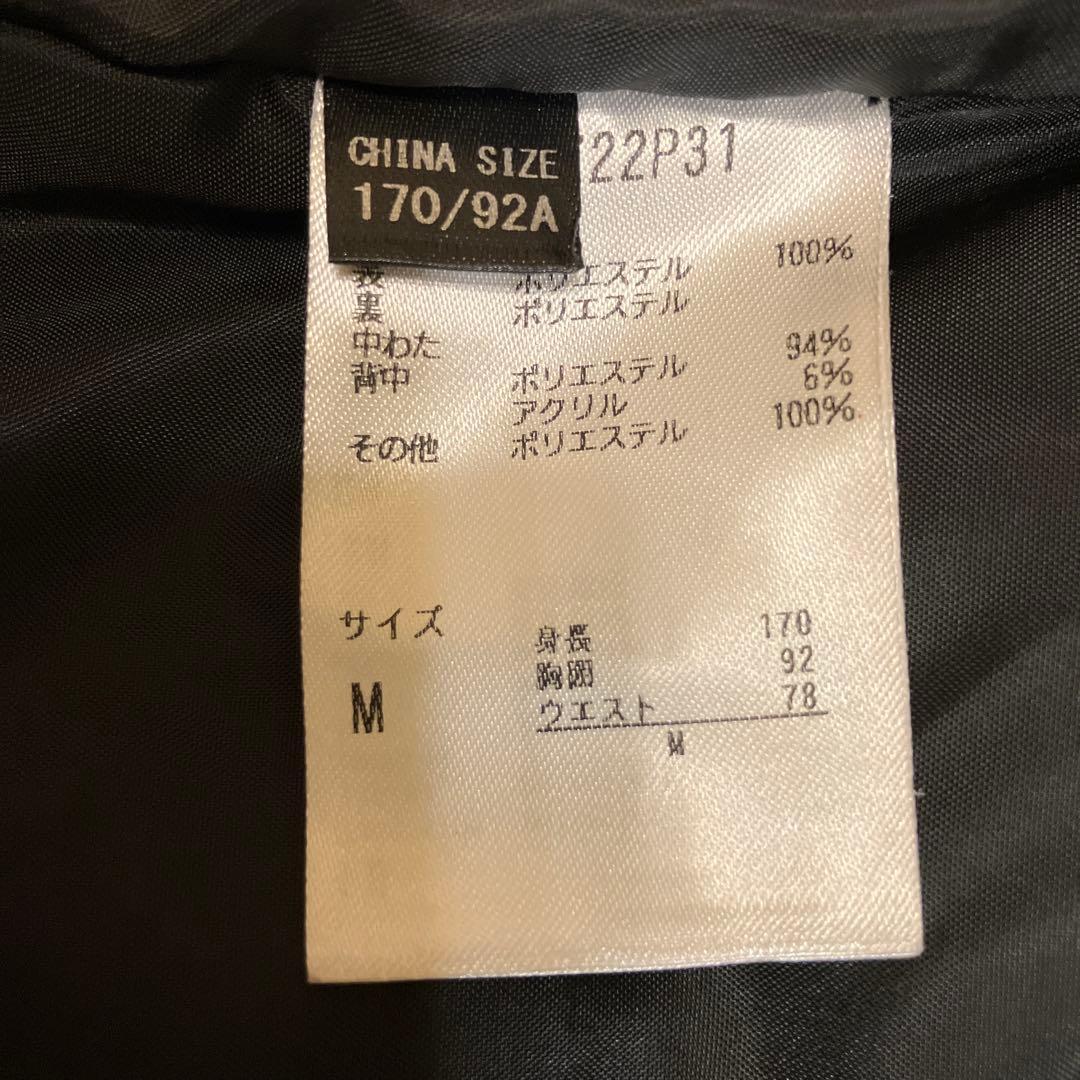 CHINA SIZE
170/92A
22P31
表 ポリエステル 100%
裏 ポリエステル
中わた
背中 ポリエステル 94%
アクリル 6%
その他 ポリエステル 100%
サイズ
M
身長 170
胸囲 92
ウエスト 78
M